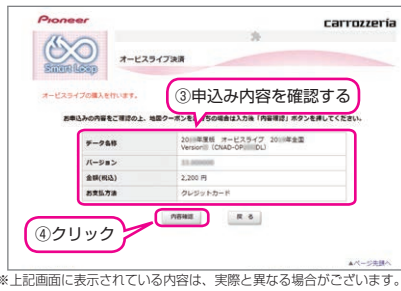 Pioneer
carrozzeria
Smart Loop
オービスライブ決済
オービスライブの購入を行います。
③申込み内容を確認する
お申込みの内容をご確認の上、地図クーポンをお持ちの場合は入力後「内容確認」ボタンを押してください。
データ名称
20 年度版 オービスライブ 20 年全国
Version (CNAD-OP DL)
バージョン
金額(税込)
2,200 円
お支払方法
クレジットカード
内容確認
戻 る
④クリック
▲ページ先頭へ
※上記画面に表示されている内容は、実際と異なる場合がございます。